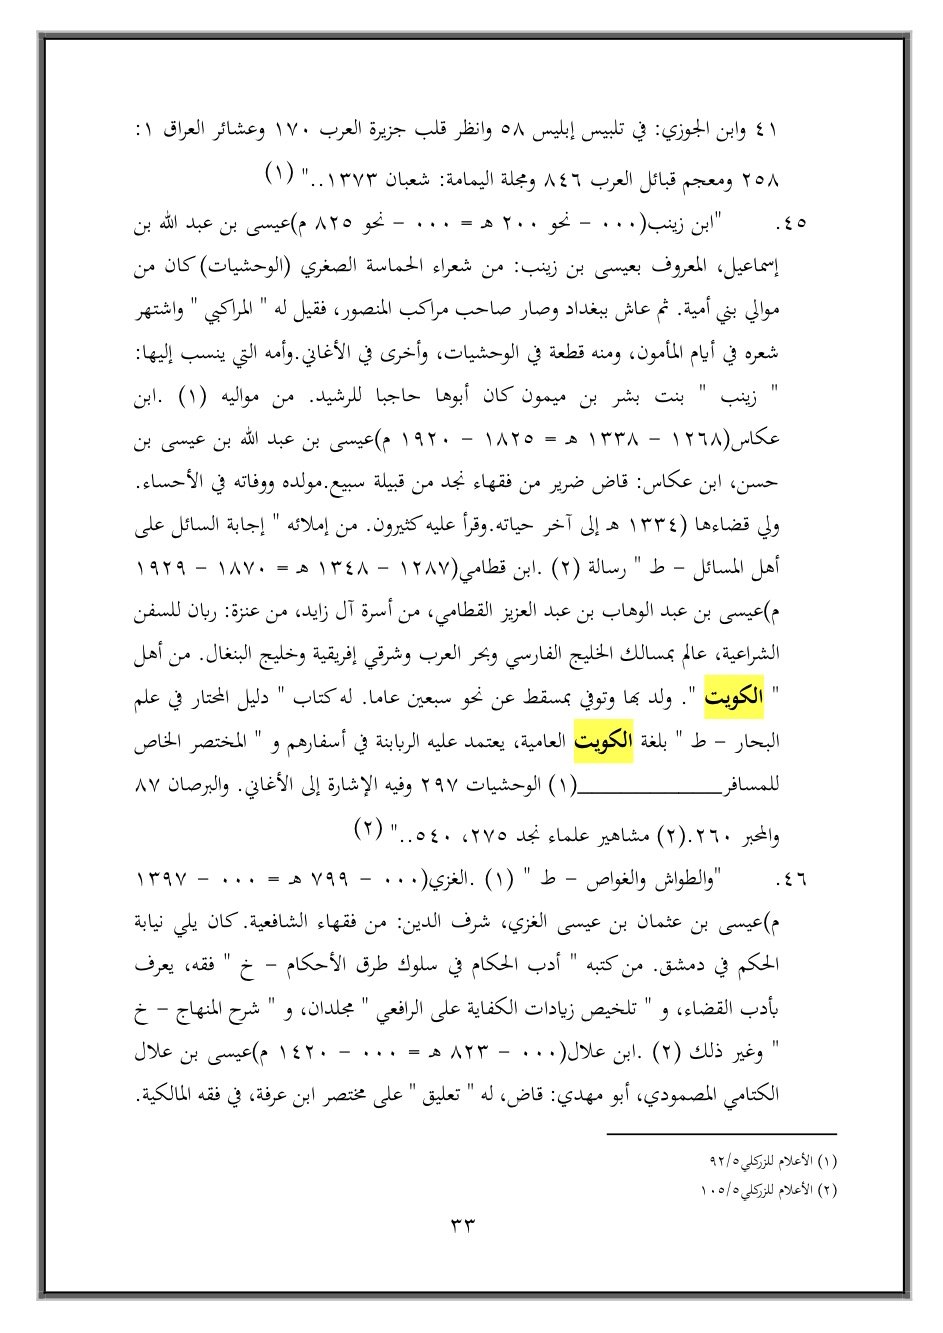 ٤١ وابن الجوزي: في تلبيس إبليس ٥٨ وانظر قلب جزيرة العرب ١٧٠ وعشائر العراق ١:
٢٥٨ ومعجم قبائل العرب ٨٤٦ ومجلة اليمامة: شعبان ١٣٧٣.." (١)
٤٥. "ابن زينب(٠٠٠ – نحو ٢٠٠ هـ = ٠٠٠ – نحو ٨٢٥ م)عيسى بن عبد الله بن
إسماعيل، المعروف بعيسى بن زينب: من شعراء الحماسة الصغري (الوحشيات) كان من
موالي بني أمية. ثم عاش ببغداد وصار صاحب مراكب المنصور، فقيل له " المراكبي " واشتهر
شعره في أيام المأمون، ومنه قطعة في الوحشيات، وأخرى في الأغاني.وأمه التي ينسب إليها:
" زينب " بنت بشر بن ميمون كان أبوها حاجبا للرشيد. من مواليه (١) .ابن
عكاس(١٢٦٨ – ١٣٣٨ هـ = ١٨٢٥ – ١٩٢٠ م)عيسى بن عبد الله بن عيسى بن
حسن، ابن عكاس: قاض ضرير من فقهاء نجد من قبيلة سبيع.مولده ووفاته في الأحساء.
ولي قضاءها (١٣٣٤ هـ إلى آخر حياته.وقرأ عليه كثيرون. من إملائه " إجابة السائل على
أهل المسائل – ط " رسالة (٢) .ابن قطامي(١٢٨٧ – ١٣٤٨ هـ = ١٨٧٠ – ١٩٢٩
م)عيسى بن عبد الوهاب بن عبد العزيز القطامي، من أسرة آل زايد، من عنزة: ربان للسفن
الشراعية، عالم بمسالك الخليج الفارسي وبحر العرب وشرقي إفريقية وخليج البنغال. من أهل
" الكويت ". ولد بها وتوفي بمسقط عن نحو سبعين عاما. له كتاب " دليل المحتار في علم
البحار – ط " بلغة الكويت العامية، يعتمد عليه الربابنة في أسفارهم و " المختصر الخاص
للمسافر_______________(١) الوحشيات ٢٩٧ وفيه الإشارة إلى الأغاني. والبرصان ٨٧
والمحبر ٢٦٠.(٢) مشاهير علماء نجد ٢٧٥، ٥٤٠.." (٢)
٤٦. "والطواش والغواص – ط " (١) .الغزي(٠٠٠ – ٧٩٩ هـ = ٠٠٠ – ١٣٩٧
م)عيسى بن عثمان بن عيسى الغزي، شرف الدين: من فقهاء الشافعية. كان يلي نيابة
الحكم في دمشق. من كتبه " أدب الحكام في سلوك طرق الأحكام – خ " فقه، يعرف
بأدب القضاء، و " تلخيص زيادات الكفاية على الرافعي " مجلدان، و " شرح المنهاج – خ
" وغير ذلك (٢) .ابن علال(٠٠٠ – ٨٢٣ هـ = ٠٠٠ – ١٤٢٠ م)عيسى بن علال
الكتامي المصمودي، أبو مهدي: قاض، له " تعليق " على مختصر ابن عرفة، في فقه المالكية.
(١) الأعلام للزركلي ٩٢/٥
(٢) الأعلام للزركلي ١٠٥/٥
٣٣